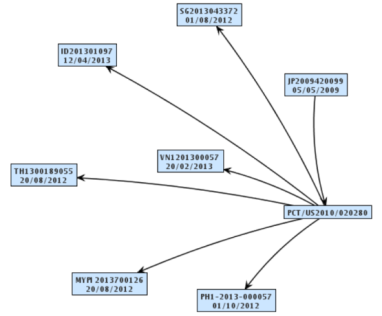 SG2013043372
01/08/2012
ID201301097
12/04/2013
JP2009420099
05/05/2009
VN1201300057
20/02/2013
TH1300189055
20/08/2012
PCT/US2010/020280
MYPI 2013700126
20/08/2012
PH1-2013-000057
01/10/2012